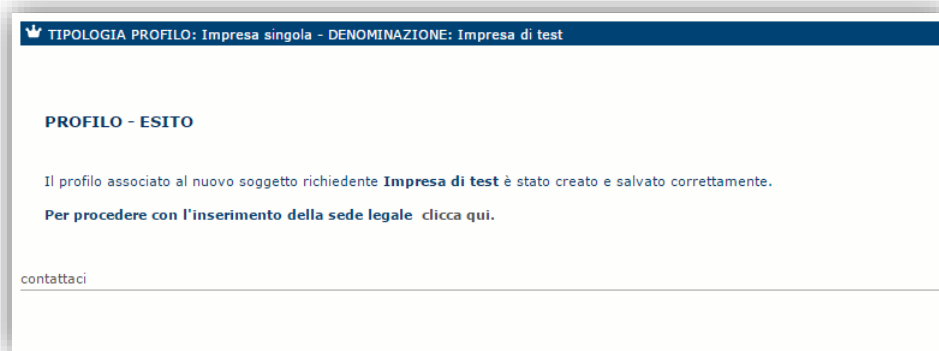 TIPOLOGIA PROFILO: Impresa singola - DENOMINAZIONE: Impresa di test
PROFILO - ESITO
Il profilo associato al nuovo soggetto richiedente Impresa di test è stato creato e salvato correttamente.
Per procedere con l'inserimento della sede legale clicca qui.
contattaci